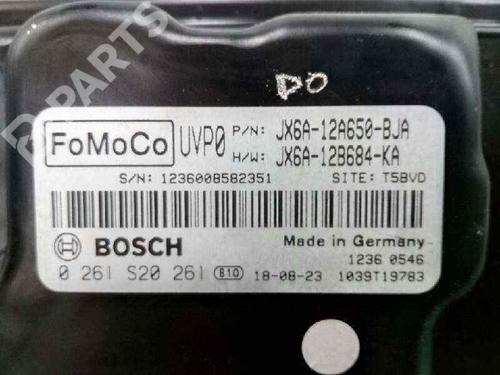 D-PARTS
DO
FoMoCo UVP0 P/N: JX6A-12A650-BJA
H/W: JX6A-12B684-KA
S/N: 1236008582351 SITE: T5BVD
BOSCH Made in Germany
1236 0546
0 261 S20 261 B10 18-08-23 1039T19783